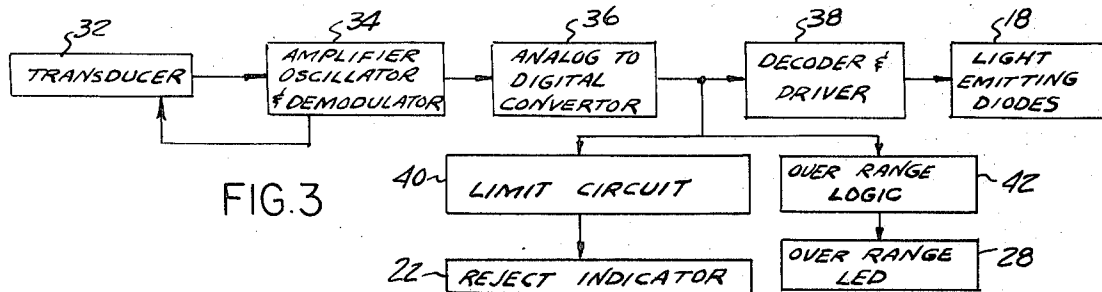 32
TRANSDUCER
34
AMPLIFIER
OSCILLATOR
& DEMODULATOR
36
ANALOG TO
DIGITAL
CONVERTOR
38
DECODER &
DRIVER
18
LIGHT
EMITTING
DIODES
40
LIMIT CIRCUIT
OVER RANGE
LOGIC
42
FIG.3
22
REJECT INDICATOR
OVER RANGE
LED
28